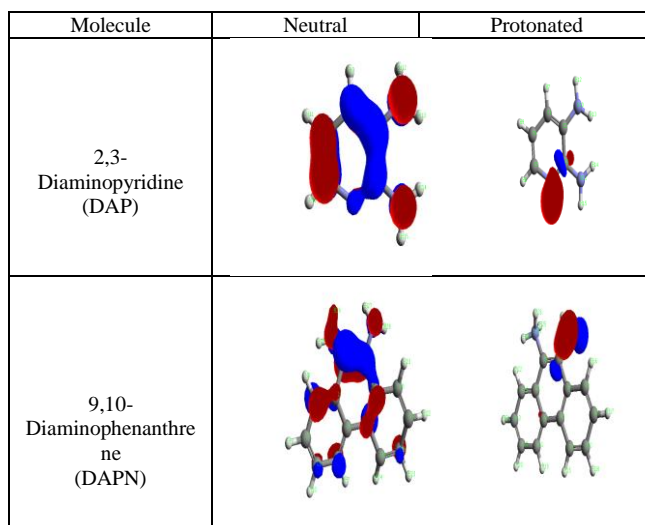 Molecule Neutral Protonated
2,3-
Diaminopyridine
(DAP)
9,10-
Diaminophenanthre
ne
(DAPN)